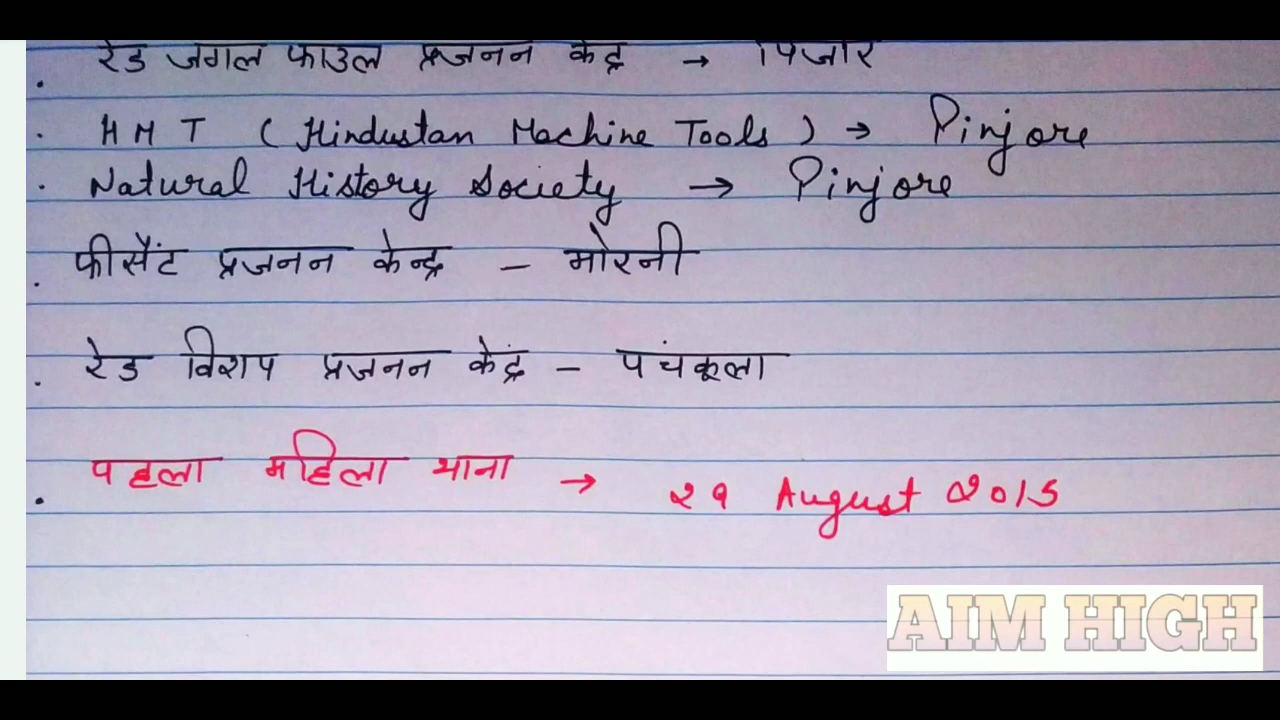 रेड जंगल फाउल प्रजनन केंद्र → पिंजौर
. HMT (Hindustan Machine Tools) → Pinjore
. Natural History Society → Pinjore
. फीसैंट प्रजनन केन्द्र – मोरनी
. रेड विशप प्रजनन केंद्र – पंचकूला
. पहला महिला थाना → 29 August 2015
AIM HIGH